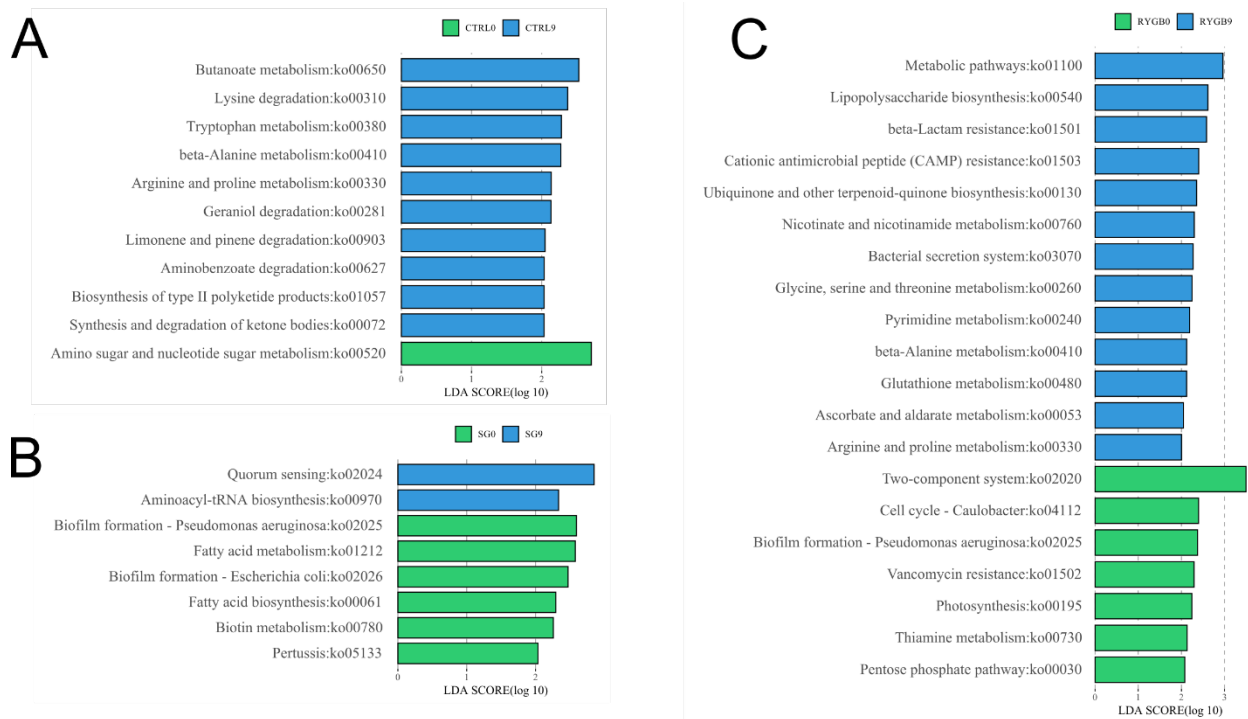 A
CTRL0 CTRL9
Butanoate metabolism:ko00650
Lysine degradation:ko00310
Tryptophan metabolism:ko00380
beta-Alanine metabolism:ko00410
Arginine and proline metabolism:ko00330
Geraniol degradation:ko00281
Limonene and pinene degradation:ko00903
Aminobenzoate degradation:ko00627
Biosynthesis of type II polyketide products:ko01057
Synthesis and degradation of ketone bodies:ko00072
Amino sugar and nucleotide sugar metabolism:ko00520
0 1 2
LDA SCORE(log 10)
B
SG0 SG9
Quorum sensing:ko02024
Aminoacyl-tRNA biosynthesis:ko00970
Biofilm formation - Pseudomonas aeruginosa:ko02025
Fatty acid metabolism:ko01212
Biofilm formation - Escherichia coli:ko02026
Fatty acid biosynthesis:ko00061
Biotin metabolism:ko00780
Pertussis:ko05133
0 1 2
LDA SCORE(log 10)
C
RYGB0 RYGB9
Metabolic pathways:ko01100
Lipopolysaccharide biosynthesis:ko00540
beta-Lactam resistance:ko01501
Cationic antimicrobial peptide (CAMP) resistance:ko01503
Ubiquinone and other terpenoid-quinone biosynthesis:ko00130
Nicotinate and nicotinamide metabolism:ko00760
Bacterial secretion system:ko03070
Glycine, serine and threonine metabolism:ko00260
Pyrimidine metabolism:ko00240
beta-Alanine metabolism:ko00410
Glutathione metabolism:ko00480
Ascorbate and aldarate metabolism:ko00053
Arginine and proline metabolism:ko00330
Two-component system:ko02020
Cell cycle - Caulobacter:ko04112
Biofilm formation - Pseudomonas aeruginosa:ko02025
Vancomycin resistance:ko01502
Photosynthesis:ko00195
Thiamine metabolism:ko00730
Pentose phosphate pathway:ko00030
0 1 2 3
LDA SCORE(log 10)